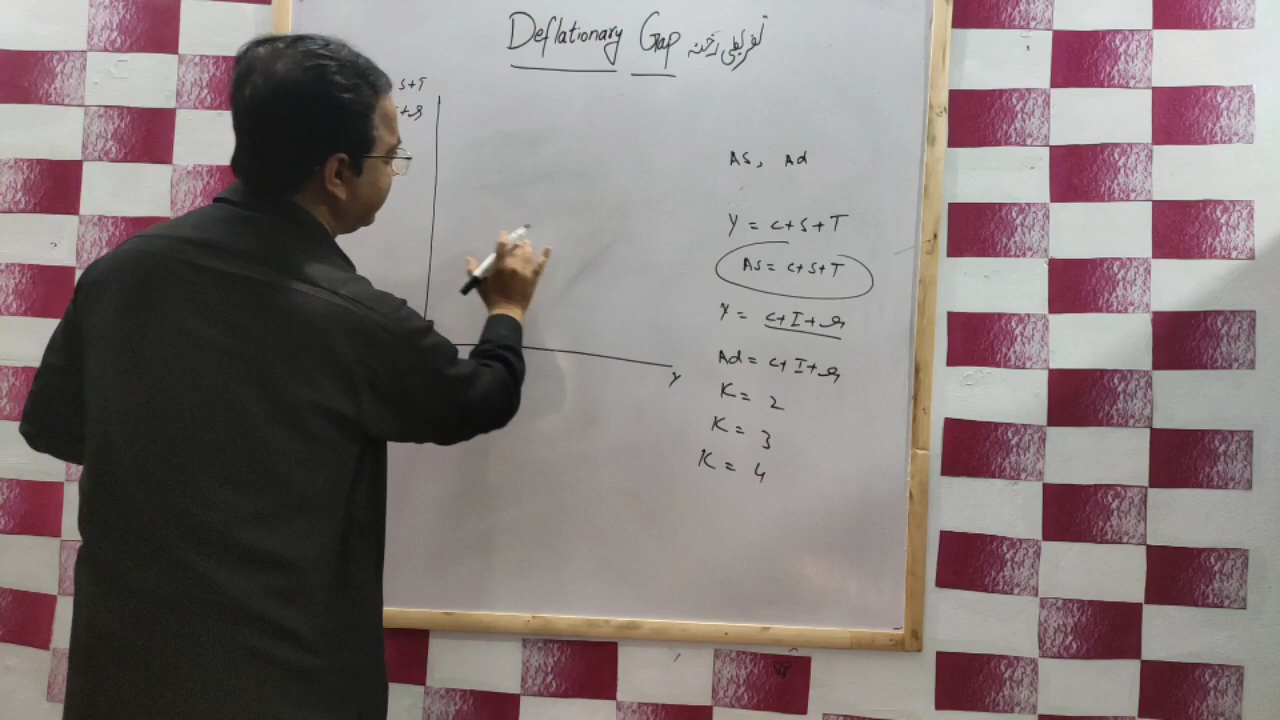 Deflationary Gap تفریطی رخنہ
S+T
+G
As, Ad
Y = C+S+T
As = C+S+T
Y = C+I+G
Ad = C+I+G
K = 2
K = 3
K = 4
Y